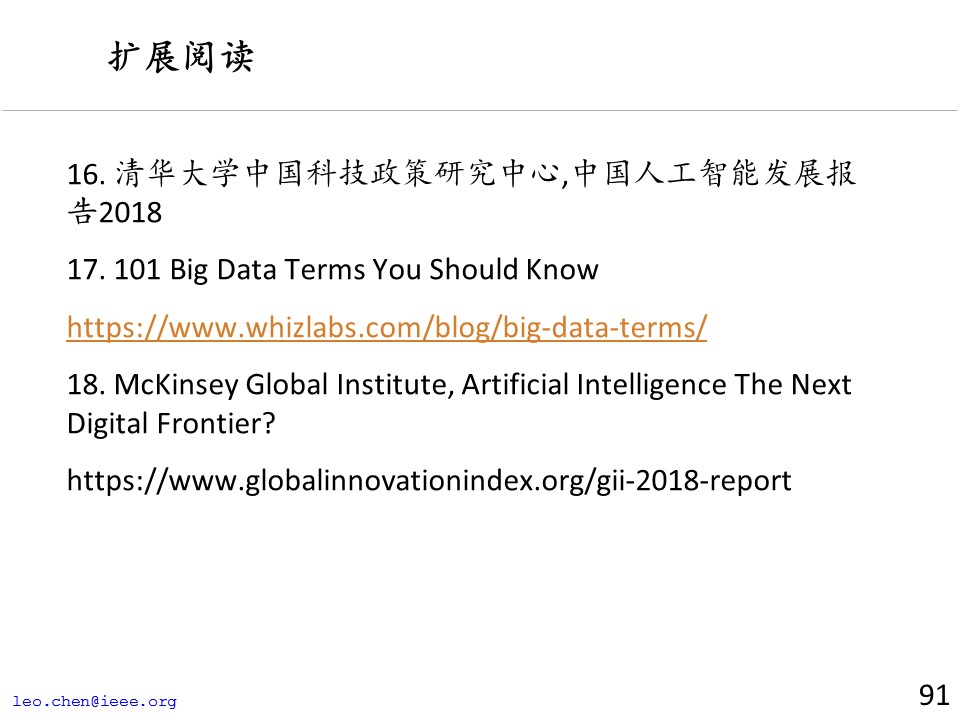 扩展阅读
16. 清华大学中国科技政策研究中心,中国人工智能发展报
告2018
17. 101 Big Data Terms You Should Know
https://www.whizlabs.com/blog/big-data-terms/
18. McKinsey Global Institute, Artificial Intelligence The Next
Digital Frontier?
https://www.globalinnovationindex.org/gii-2018-report
leo.chen@ieee.org
91